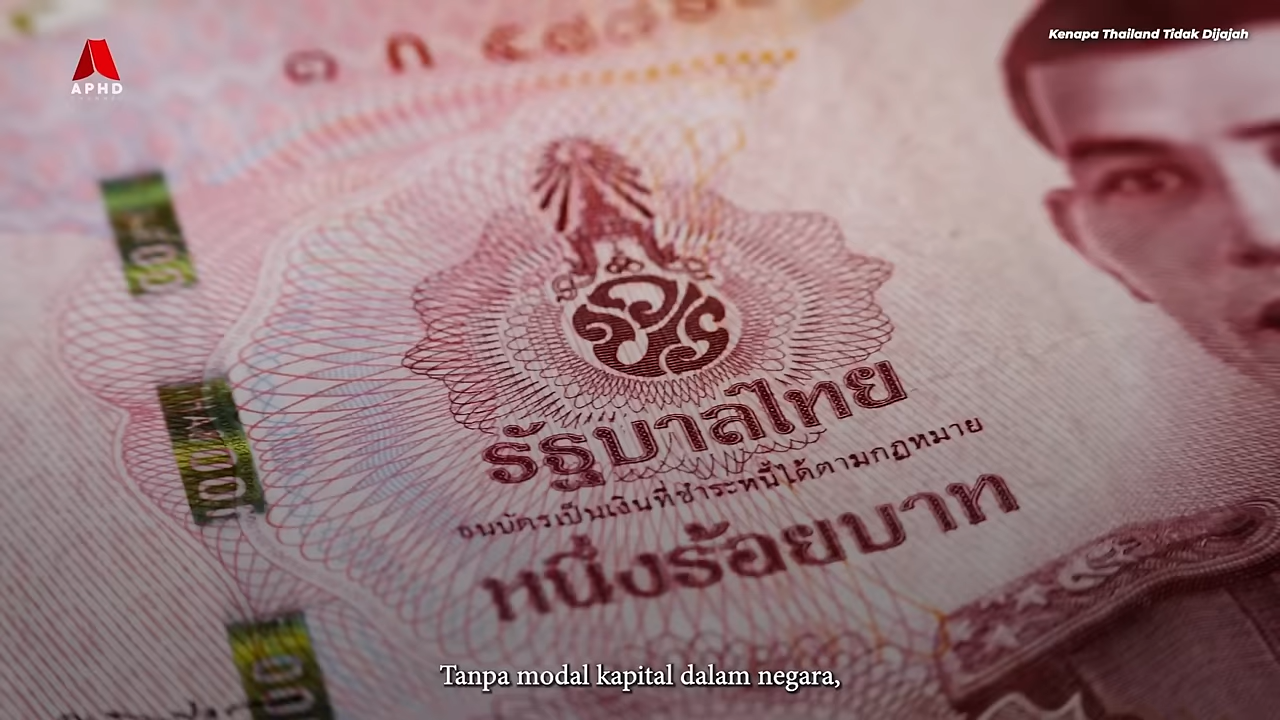 Kenapa Thailand Tidak Dijajah
APHD
รัฐบาลไทย
ธนบัตรเป็นเงินที่ชำระหนี้ได้ตามกฎหมาย
หนึ่งร้อยบาท
Tanpa modal kapital dalam negara,